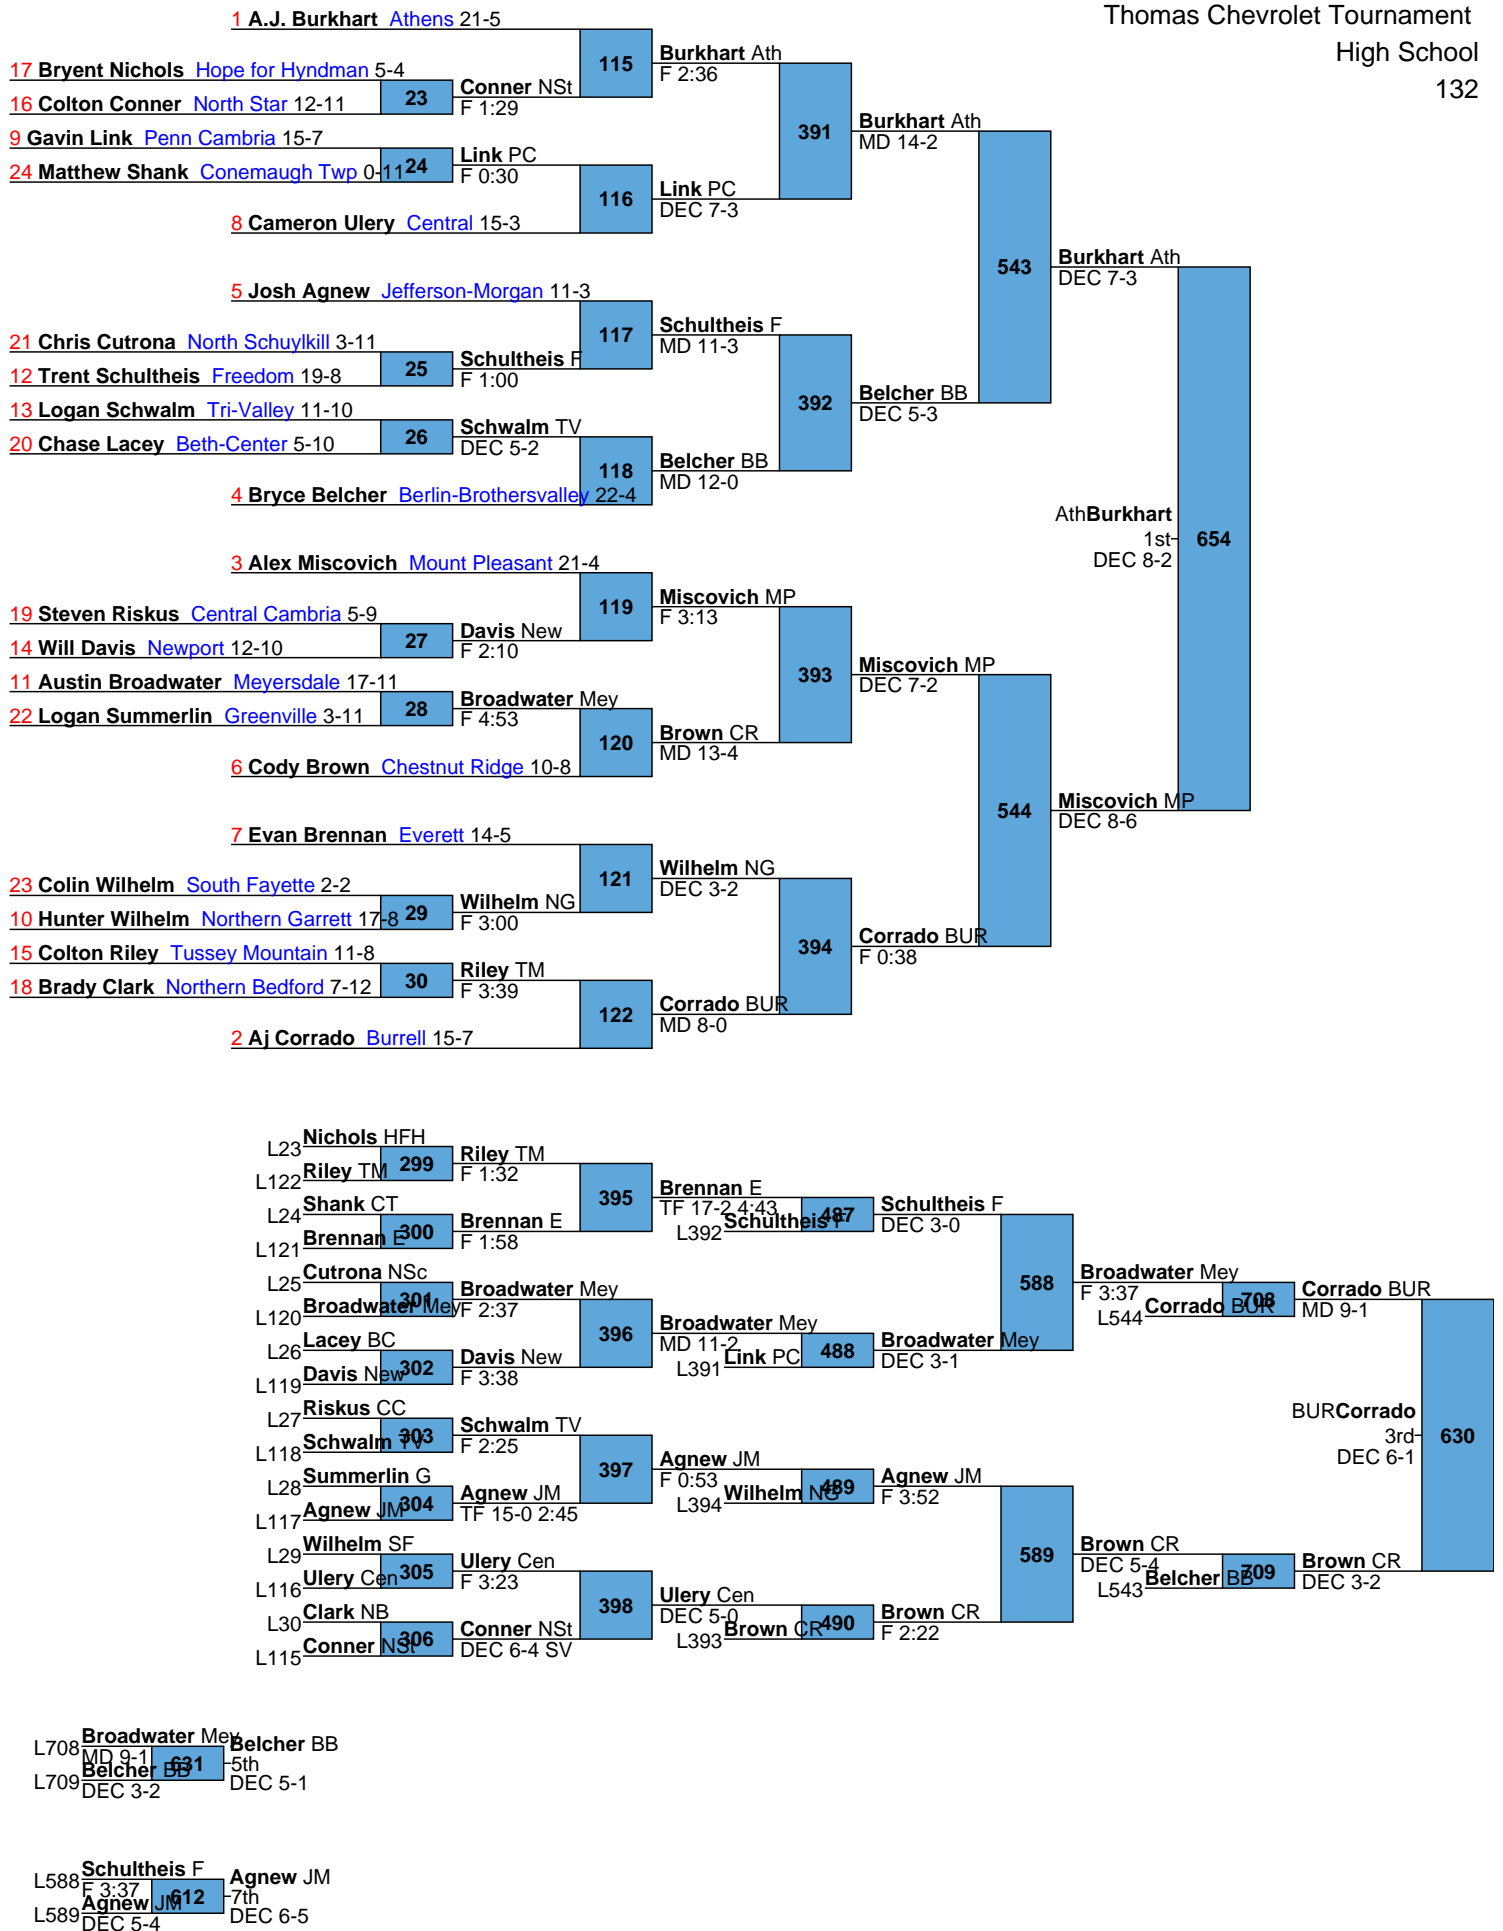 Thomas Chevrolet Tournament
High School
132
1 A.J. Burkhart Athens 21-5
17 Bryent Nichols Hope for Hyndman 5-4
16 Colton Conner North Star 12-11
9 Gavin Link Penn Cambria 15-7
24 Matthew Shank Conemaugh Twp 0-11
8 Cameron Ulery Central 15-3
5 Josh Agnew Jefferson-Morgan 11-3
21 Chris Cutrona North Schuylkill 3-11
12 Trent Schultheis Freedom 19-8
13 Logan Schwalm Tri-Valley 11-10
20 Chase Lacey Beth-Center 5-10
4 Bryce Belcher Berlin-Brothersvalley 22-4
3 Alex Miscovich Mount Pleasant 21-4
19 Steven Riskus Central Cambria 5-9
14 Will Davis Newport 12-10
11 Austin Broadwater Meyersdale 17-11
22 Logan Summerlin Greenville 3-11
6 Cody Brown Chestnut Ridge 10-8
7 Evan Brennan Everett 14-5
23 Colin Wilhelm South Fayette 2-2
10 Hunter Wilhelm Northern Garrett 17-8
15 Colton Riley Tussey Mountain 11-8
18 Brady Clark Northern Bedford 7-12
2 Aj Corrado Burrell 15-7
23
Conner NSt
F 1:29
24
Link PC
F 0:30
25
Schultheis F
F 1:00
26
Schwalm TV
DEC 5-2
27
Davis New
F 2:10
28
Broadwater Mey
F 4:53
29
Wilhelm NG
F 3:00
30
Riley TM
F 3:39
115
Burkhart Ath
F 2:36
116
Link PC
DEC 7-3
117
Schultheis F
MD 11-3
118
Belcher BB
MD 12-0
119
Miscovich MP
F 3:13
120
Brown CR
MD 13-4
121
Wilhelm NG
DEC 3-2
122
Corrado BUR
MD 8-0
391
Burkhart Ath
MD 14-2
392
Belcher BB
DEC 5-3
393
Miscovich MP
DEC 7-2
394
Corrado BUR
F 0:38
543
Burkhart Ath
DEC 7-3
544
Miscovich MP
DEC 8-6
654
AthBurkhart
1st
DEC 8-2
L23 Nichols HFH
L122 Riley TM
299
Riley TM
F 1:32
L24 Shank CT
L121 Brennan E
300
Brennan E
F 1:58
L25 Cutrona NSc
L120 Broadwater Mey
301
Broadwater Mey
F 2:37
L26 Lacey BC
L119 Davis New
302
Davis New
F 3:38
L27 Riskus CC
L118 Schwalm TV
303
Schwalm TV
F 2:25
L28 Summerlin G
L117 Agnew JM
304
Agnew JM
TF 15-0 2:45
L29 Wilhelm SF
L116 Ulery Cen
305
Ulery Cen
F 3:23
L30 Clark NB
L115 Conner NSt
306
Conner NSt
DEC 6-4 SV
395
Brennan E
TF 17-2 4:43
L392 Schultheis F
487
Schultheis F
DEC 3-0
396
Broadwater Mey
MD 11-2
L391 Link PC
488
Broadwater Mey
DEC 3-1
397
Agnew JM
F 0:53
L394 Wilhelm NG
489
Agnew JM
F 3:52
398
Ulery Cen
DEC 5-0
L393 Brown CR
490
Brown CR
F 2:22
588
Broadwater Mey
F 3:37
L544 Corrado BUR
708
Corrado BUR
MD 9-1
589
Brown CR
DEC 5-4
L543 Belcher BB
709
Brown CR
DEC 3-2
630
BURCorrado
3rd
DEC 6-1
L708 Broadwater Mey
MD 9-1
L709 Belcher BB
DEC 3-2
631
Belcher BB
5th
DEC 5-1
L588 Schultheis F
F 3:37
L589 Agnew JM
DEC 5-4
612
Agnew JM
7th
DEC 6-5